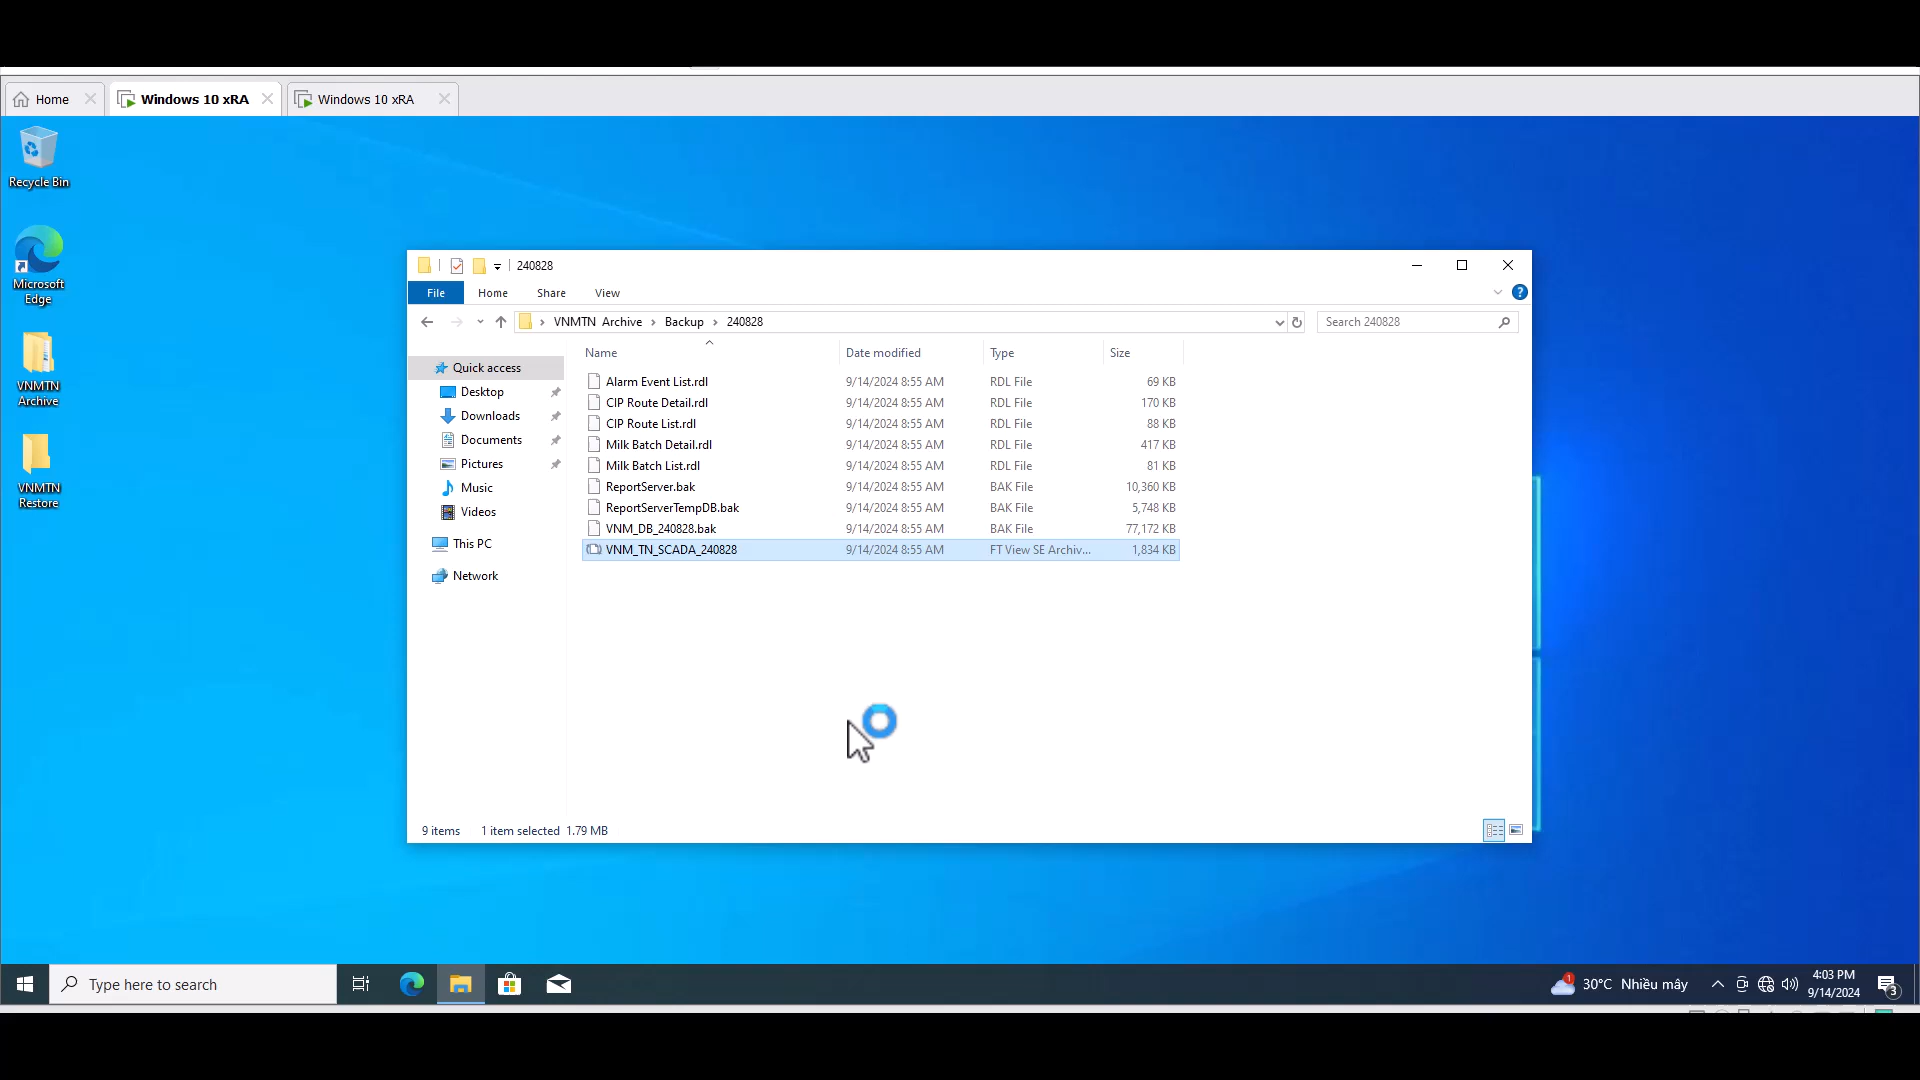 Home
Windows 10 xRA
Windows 10 xRA
Recycle Bin
Microsoft
Edge
VNMTN
Archive
VNMTN
Restore
240828
File Home Share View
VNMTN Archive > Backup > 240828
Search 240828
Name Date modified Type Size
Quick access
Desktop
Downloads
Documents
Pictures
Music
Videos
This PC
Network
Alarm Event List.rdl 9/14/2024 8:55 AM RDL File 69 KB
CIP Route Detail.rdl 9/14/2024 8:55 AM RDL File 170 KB
CIP Route List.rdl 9/14/2024 8:55 AM RDL File 88 KB
Milk Batch Detail.rdl 9/14/2024 8:55 AM RDL File 417 KB
Milk Batch List.rdl 9/14/2024 8:55 AM RDL File 81 KB
ReportServer.bak 9/14/2024 8:55 AM BAK File 10,360 KB
ReportServerTempDB.bak 9/14/2024 8:55 AM BAK File 5,748 KB
VNM_DB_240828.bak 9/14/2024 8:55 AM BAK File 77,172 KB
VNM_TN_SCADA_240828 9/14/2024 8:55 AM FT View SE Archiv... 1,834 KB
9 items 1 item selected 1.79 MB
Type here to search
1
30°C Nhiều mây
4:03 PM
9/14/2024
3